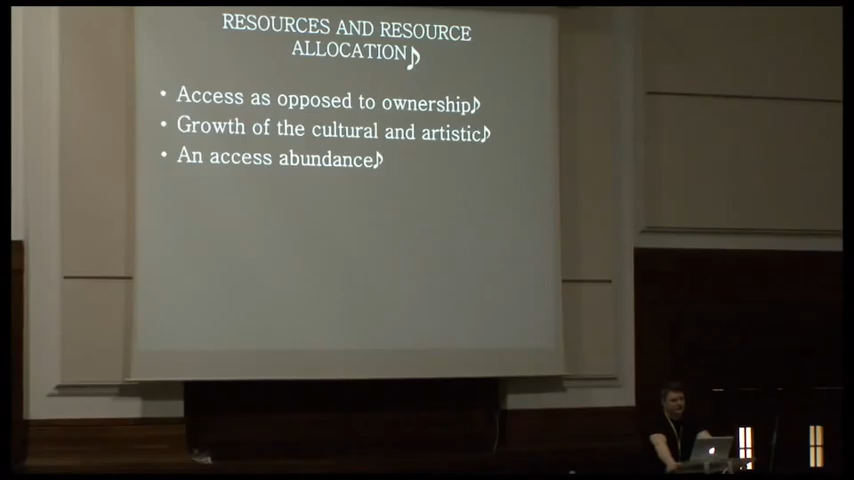 RESOURCES AND RESOURCE
ALLOCATION♪
• Access as opposed to ownership♪
• Growth of the cultural and artistic♪
• An access abundance♪